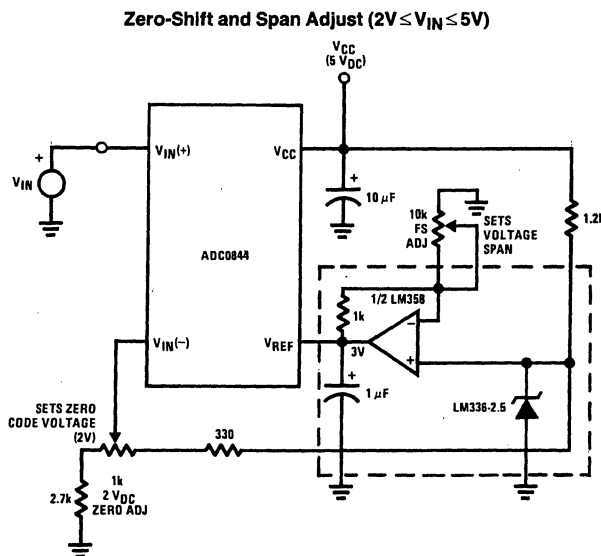 Zero-Shift and Span Adjust (2V ≤ VIN ≤ 5V)
VCC
(5 VDC)
+
VIN
VIN(+)
VCC
+
10 μF
10k
FS
ADJ
SETS
VOLTAGE
SPAN
ADC0844
1/2 LM358
1k
VIN(−)
VREF
3V
−
+
+
1 μF
LM336-2.5
SETS ZERO
CODE VOLTAGE
(2V)
330
1k
2 VDC
ZERO ADJ
2.7k